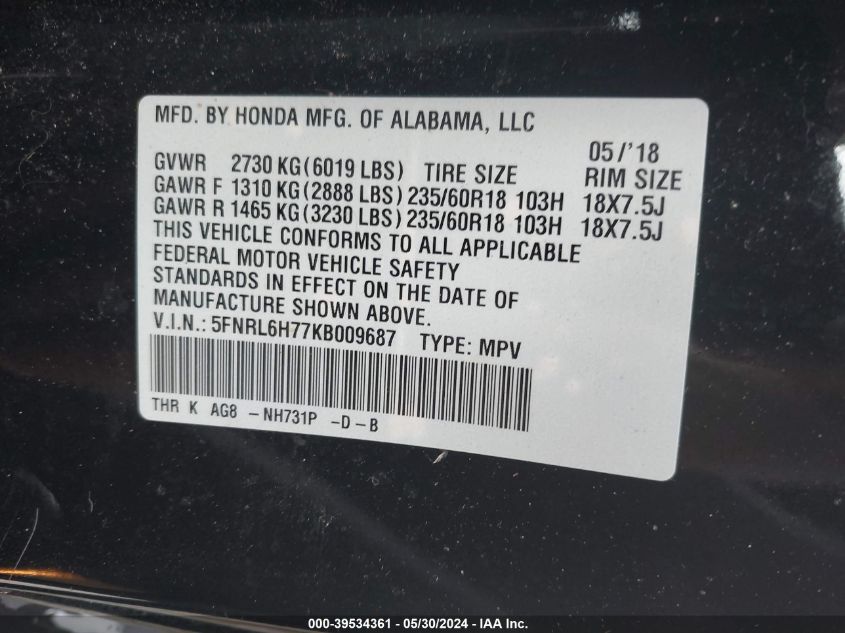 MFD. BY HONDA MFG. OF ALABAMA, LLC
05/'18
GVWR 2730 KG(6019 LBS) TIRE SIZE RIM SIZE
GAWR F 1310 KG(2888 LBS) 235/60R18 103H 18X7.5J
GAWR R 1465 KG(3230 LBS) 235/60R18 103H 18X7.5J
THIS VEHICLE CONFORMS TO ALL APPLICABLE
FEDERAL MOTOR VEHICLE SAFETY
STANDARDS IN EFFECT ON THE DATE OF
MANUFACTURE SHOWN ABOVE.
V.I.N.: 5FNRL6H77KB009687 TYPE: MPV
THR K AG8 -NH731P -D-B
000-39534361 - 05/30/2024 - IAA Inc.